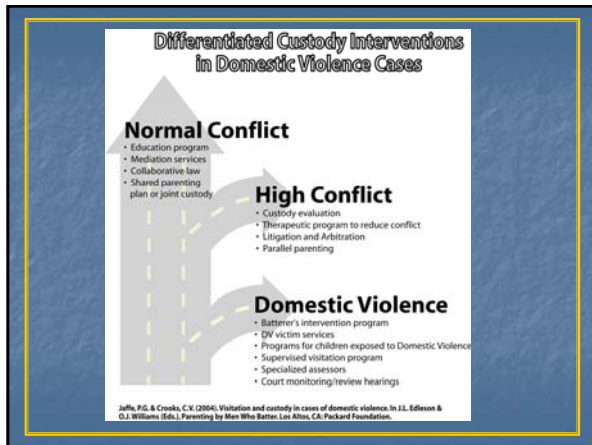 Differentiated Custody Interventions
in Domestic Violence Cases
Normal Conflict
• Education program
• Mediation services
• Collaborative law
• Shared parenting
plan or joint custody
High Conflict
• Custody evaluation
• Therapeutic program to reduce conflict
• Litigation and Arbitration
• Parallel parenting
Domestic Violence
• Batterer's intervention program
• DV victim services
• Programs for children exposed to Domestic Violence
• Supervised visitation program
• Specialized assessors
• Court monitoring/review hearings
Jaffe, P.G. & Crooks, C.V. (2004). Visitation and custody in cases of domestic violence. In J.L. Edleson &
O.J. Williams (Eds.), Parenting by Men Who Batter. Los Altos, CA: Packard Foundation.